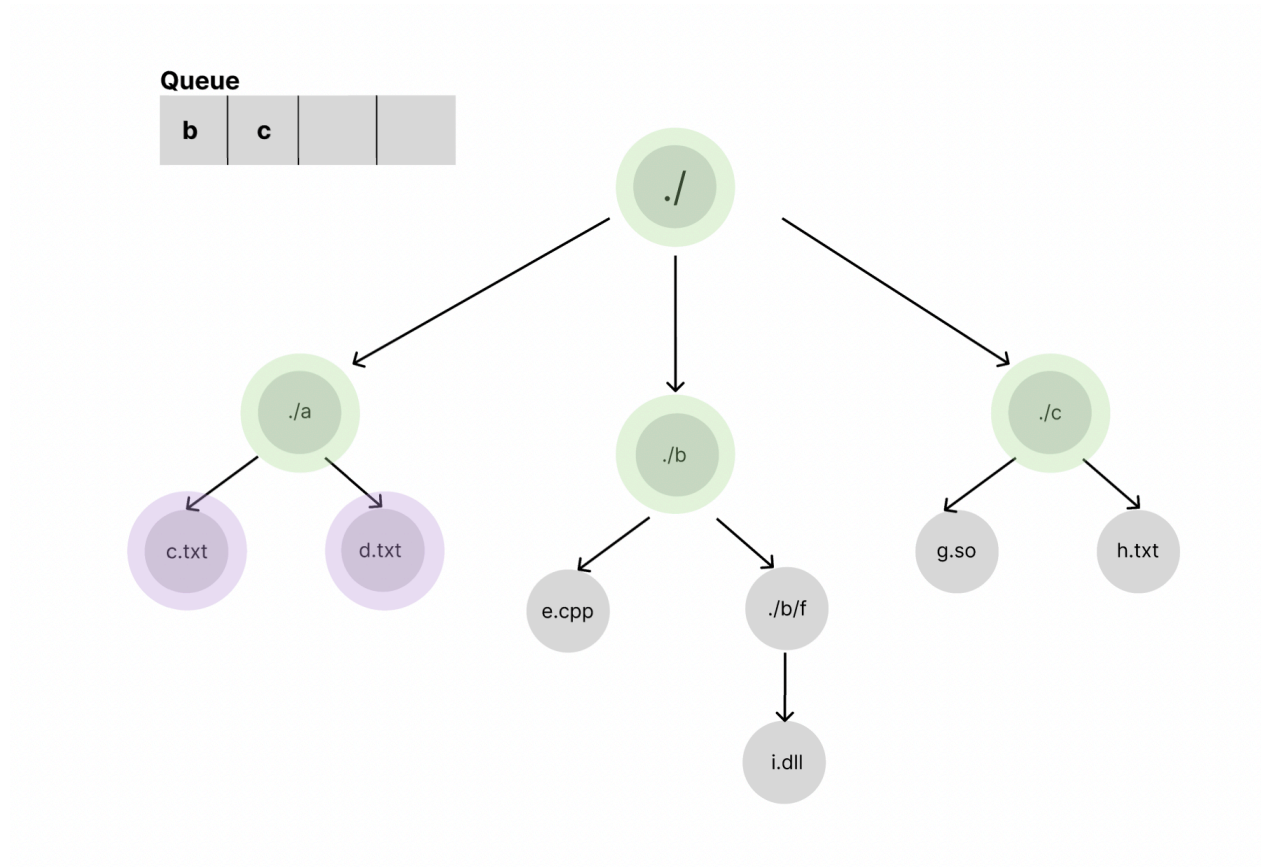 Queue
b c
./
./a
./b
./c
c.txt
d.txt
e.cpp
./b/f
g.so
h.txt
i.dll